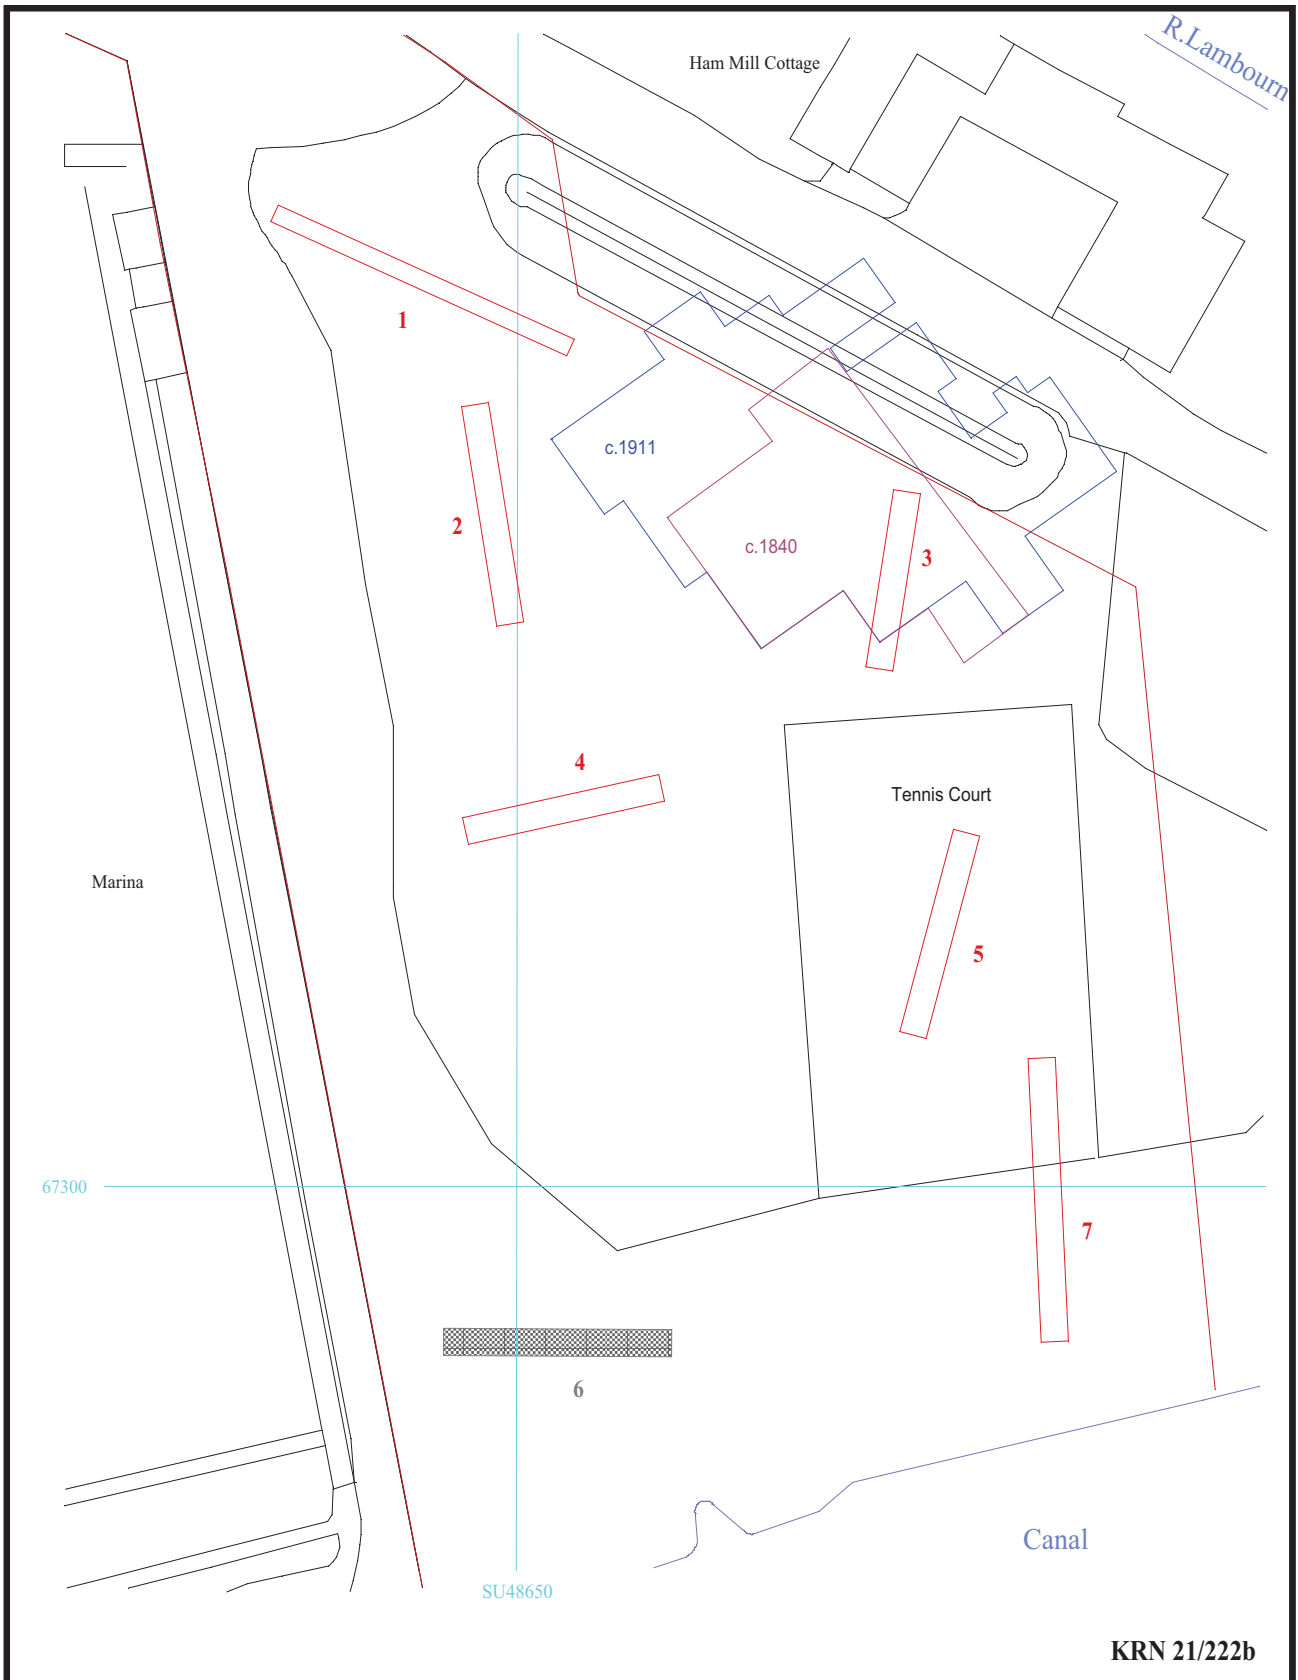 R.Lambourn
Ham Mill Cottage
1
c.1911
2
c.1840
3
4
Tennis Court
Marina
5
67300
7
6
Canal
SU48650
KRN 21/222b